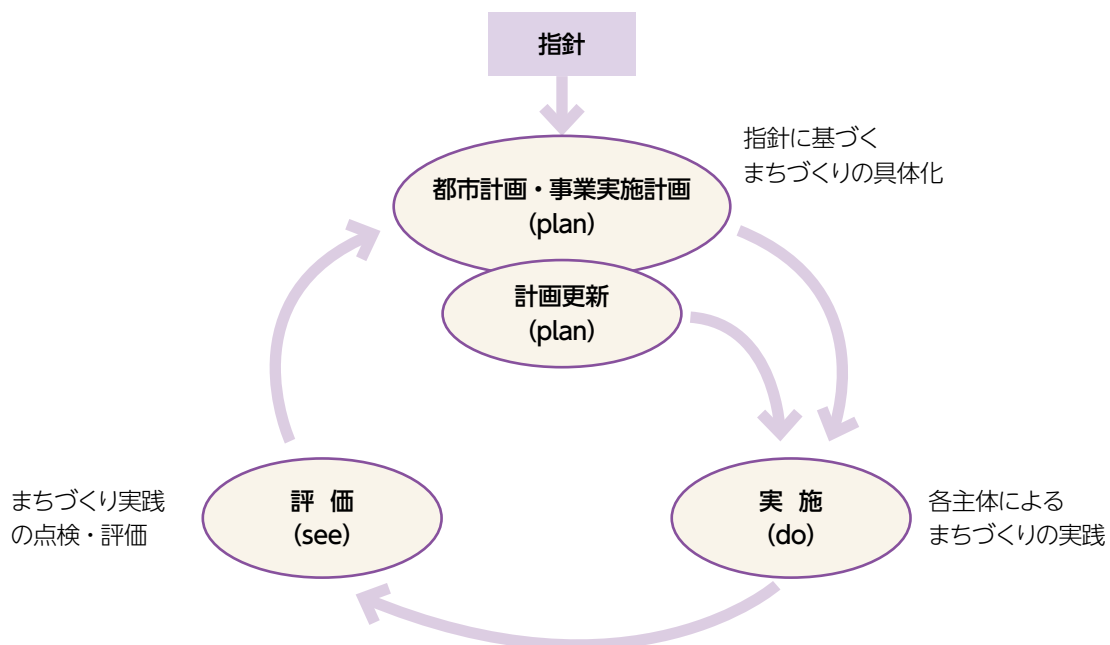 指針
指針に基づく
まちづくりの具体化
都市計画・事業実施計画
(plan)
計画更新
(plan)
まちづくり実践
の点検・評価
評 価
(see)
実 施
(do)
各主体による
まちづくりの実践